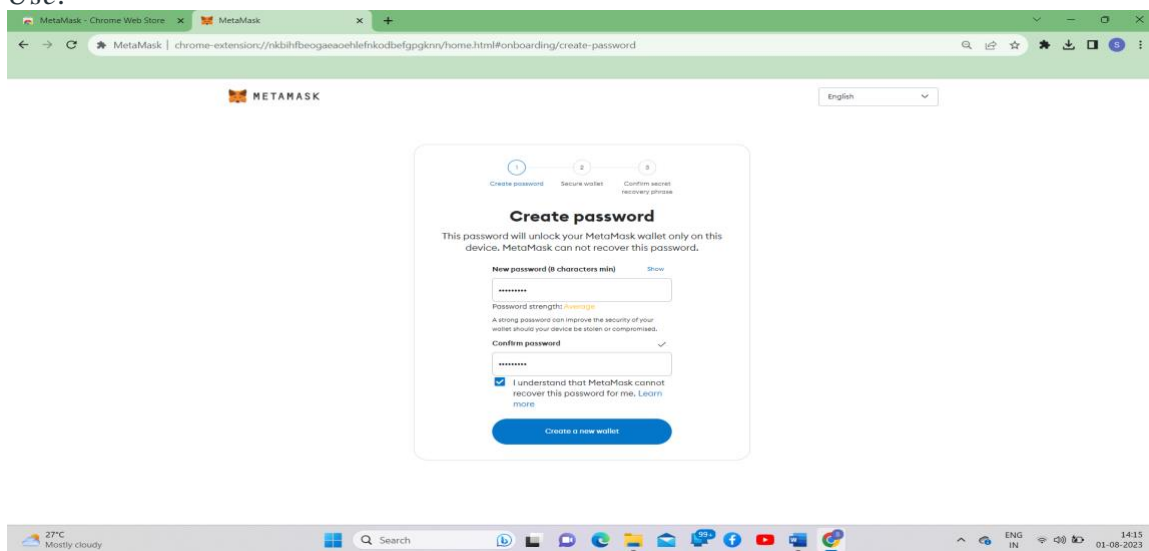 Use.
MetaMask - Chrome Web Store
MetaMask
MetaMask | chrome-extension://nkbihfbeogaeaoehlefnkodbefgpgknn/home.html#onboarding/create-password
S
METAMASK
English
1 2 3
Create password Secure wallet Confirm secret
recovery phrase
Create password
This password will unlock your MetaMask wallet only on this
device. MetaMask can not recover this password.
New password (8 characters min) Show
•••••••••
Password strength: Average
A strong password can improve the security of your
wallet should your device be stolen or compromised.
Confirm password
•••••••••
I understand that MetaMask cannot
recover this password for me. Learn
more
Create a new wallet
27°C
Mostly cloudy
Search
99+
ENG
IN
14:15
01-08-2023